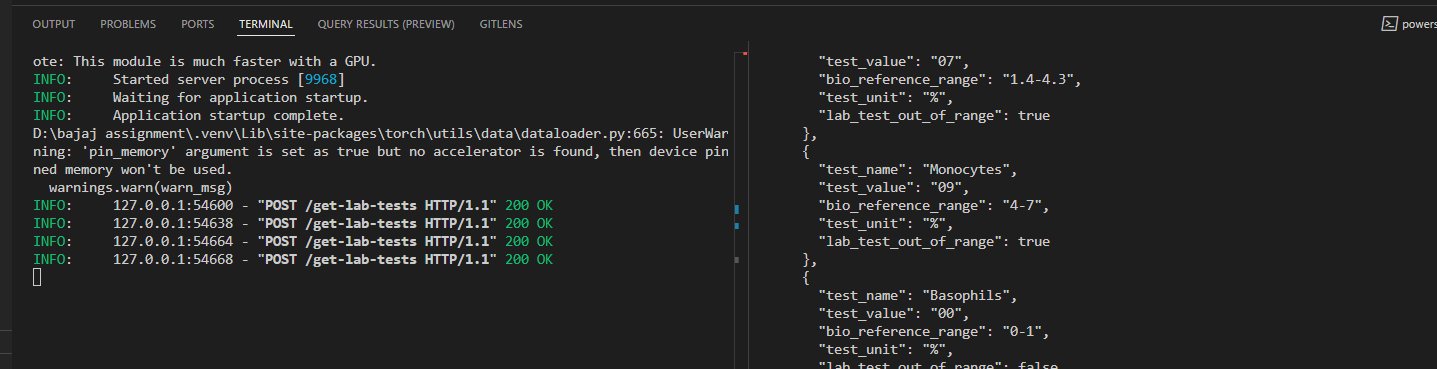 OUTPUT PROBLEMS PORTS TERMINAL QUERY RESULTS (PREVIEW) GITLENS powers
ote: This module is much faster with a GPU.
INFO: Started server process [9968]
INFO: Waiting for application startup.
INFO: Application startup complete.
D:\bajaj assignment\.venv\Lib\site-packages\torch\utils\data\dataloader.py:665: UserWar
ning: 'pin_memory' argument is set as true but no accelerator is found, then device pin
ned memory won't be used.
warnings.warn(warn_msg)
INFO: 127.0.0.1:54600 - "POST /get-lab-tests HTTP/1.1" 200 OK
INFO: 127.0.0.1:54638 - "POST /get-lab-tests HTTP/1.1" 200 OK
INFO: 127.0.0.1:54664 - "POST /get-lab-tests HTTP/1.1" 200 OK
INFO: 127.0.0.1:54668 - "POST /get-lab-tests HTTP/1.1" 200 OK
"test_value": "07",
"bio_reference_range": "1.4-4.3",
"test_unit": "%",
"lab_test_out_of_range": true
},
{
"test_name": "Monocytes",
"test_value": "09",
"bio_reference_range": "4-7",
"test_unit": "%",
"lab_test_out_of_range": true
},
{
"test_name": "Basophils",
"test_value": "00",
"bio_reference_range": "0-1",
"test_unit": "%",
"lab_test_out_of_range": false